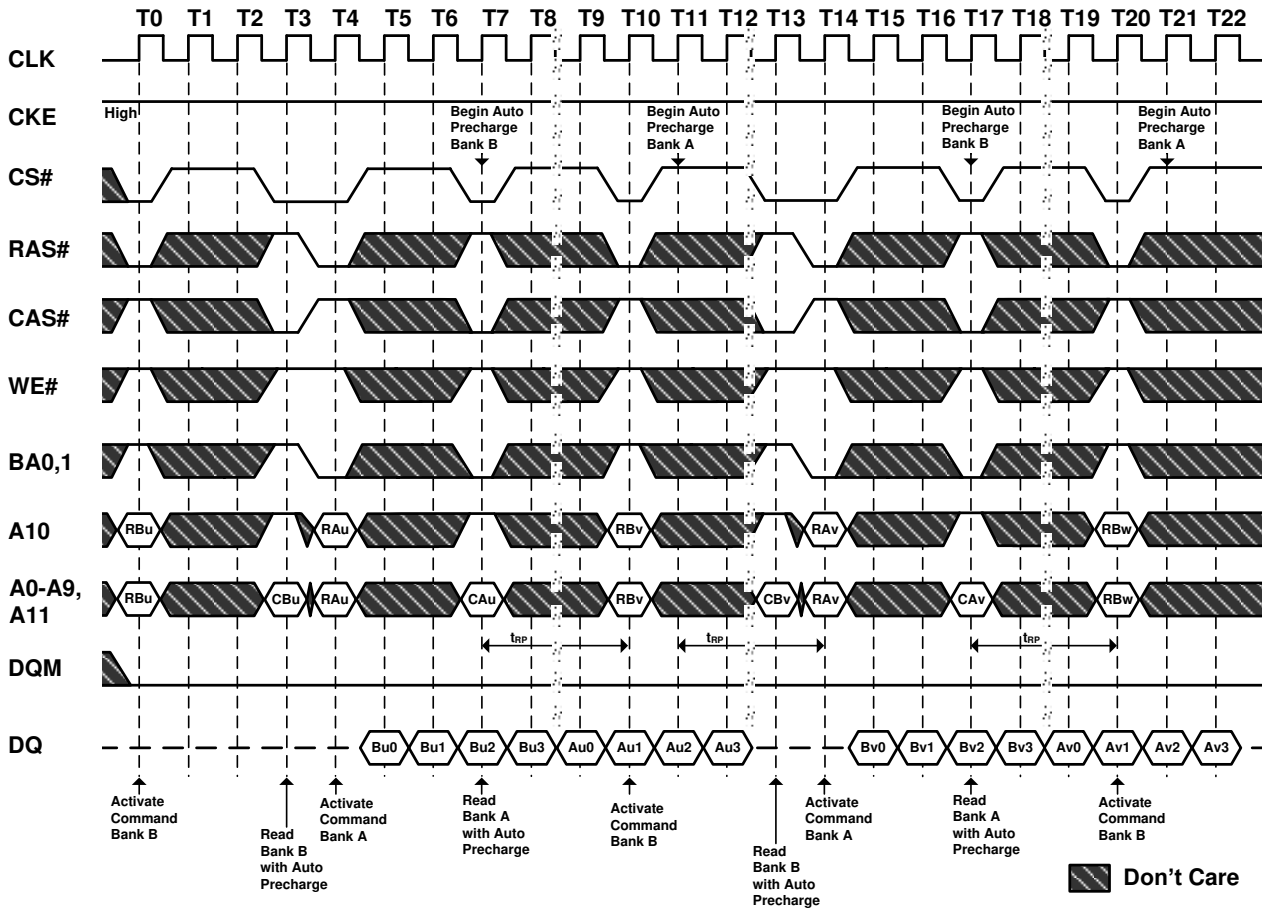 T0 T1 T2 T3 T4 T5 T6 T7 T8 T9 T10 T11 T12 T13 T14 T15 T16 T17 T18 T19 T20 T21 T22
CLK
CKE
High
Begin Auto
Precharge
Bank B
Begin Auto
Precharge
Bank A
Begin Auto
Precharge
Bank B
Begin Auto
Precharge
Bank A
CS#
RAS#
CAS#
WE#
BA0,1
A10
RBu RAu RBv RAv RBw
A0-A9,
A11
RBu CBu RAu CAu RBv CBv RAv CAv RBw
tRP tRP tRP
DQM
DQ
Bu0 Bu1 Bu2 Bu3 Au0 Au1 Au2 Au3 Bv0 Bv1 Bv2 Bv3 Av0 Av1 Av2 Av3
Activate
Command
Bank B
Read
Bank B
with Auto
Precharge
Activate
Command
Bank A
Read
Bank A
with Auto
Precharge
Activate
Command
Bank B
Read
Bank B
with Auto
Precharge
Activate
Command
Bank A
Read
Bank A
with Auto
Precharge
Activate
Command
Bank B
Don't Care